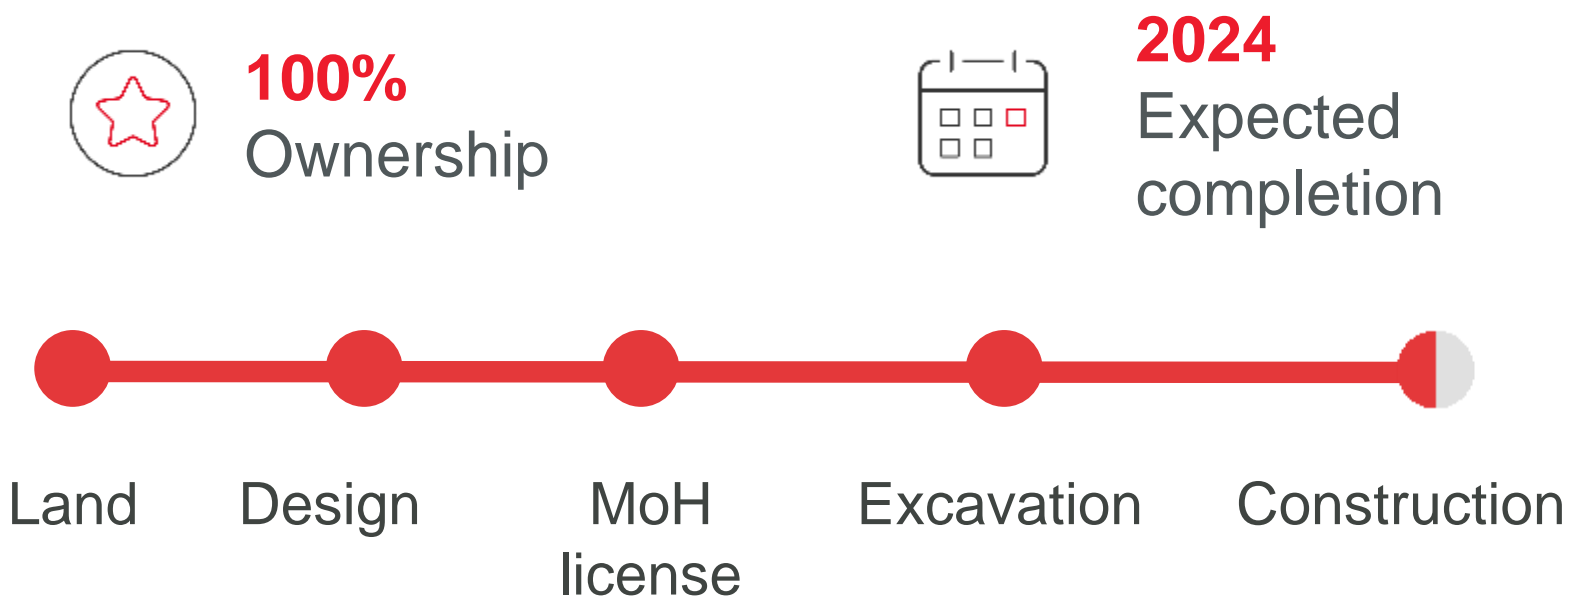 100%
Ownership
2024
Expected
completion
Land
Design
MoH
license
Excavation
Construction